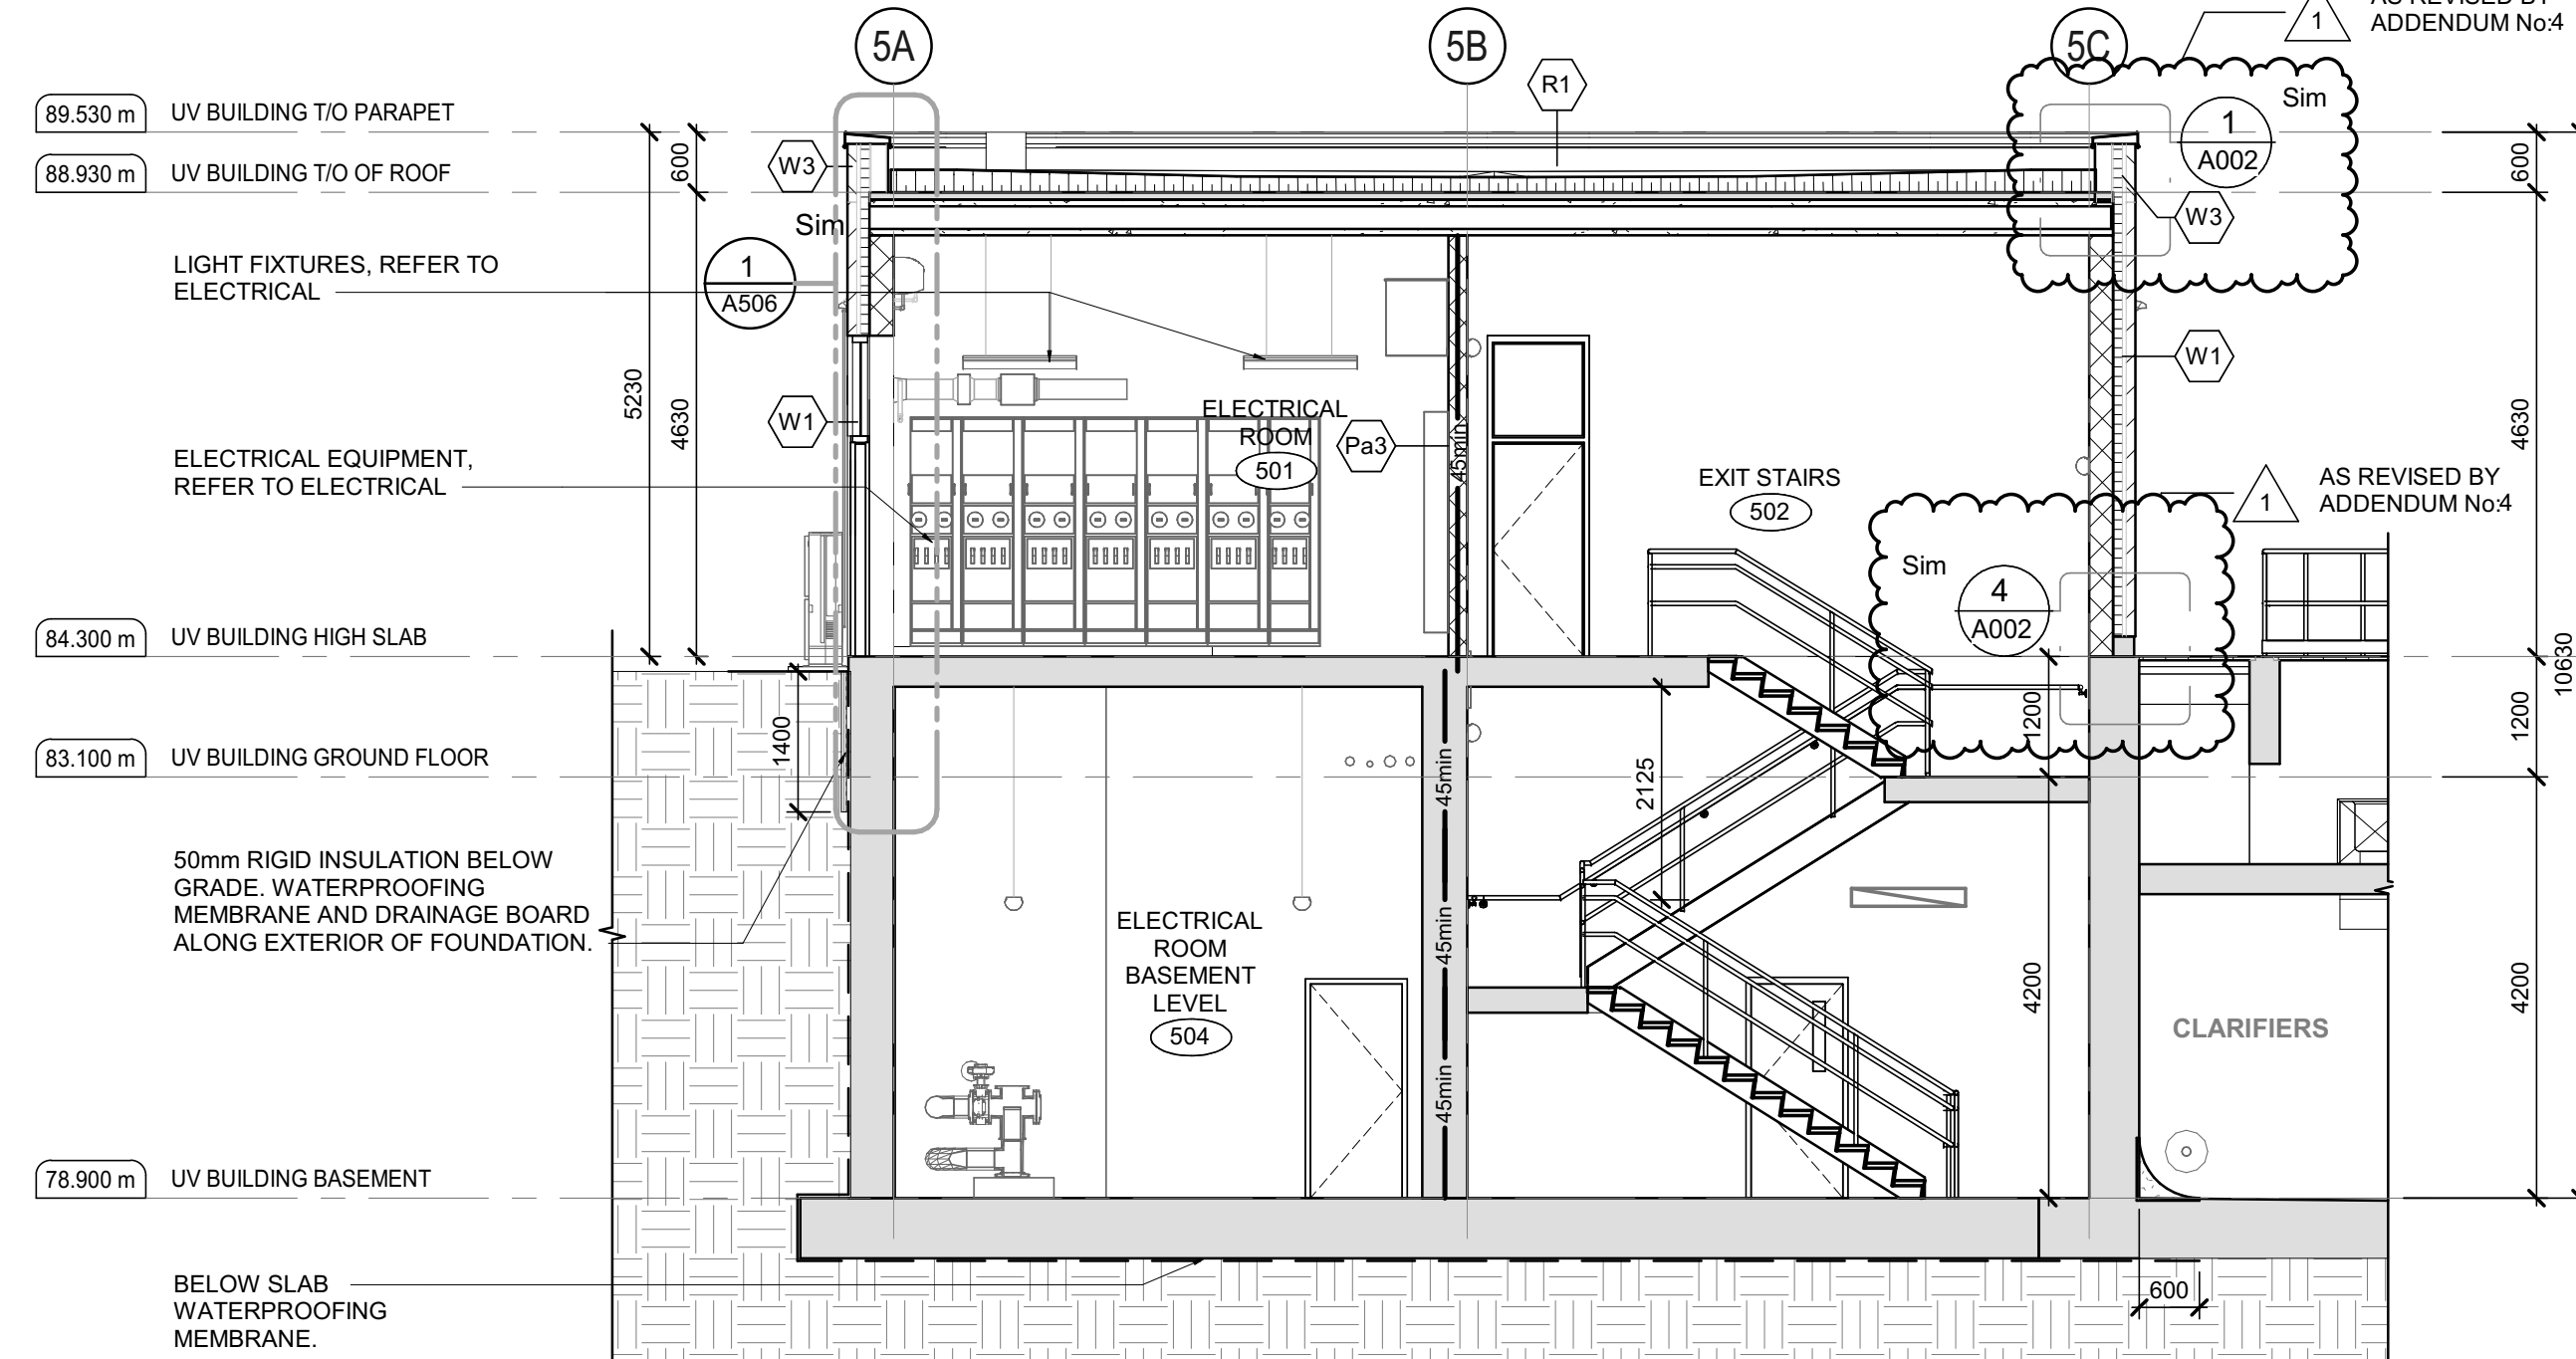 5A
5B
5C
1
AS REVISED BY
ADDENDUM No:4
R1
Sim
1
A002
89.530 m UV BUILDING T/O PARAPET
88.930 m UV BUILDING T/O OF ROOF
600
W3
600
W3
Sim
1
A506
LIGHT FIXTURES, REFER TO
ELECTRICAL
5230
4630
W1
W1
4630
ELECTRICAL
ROOM
501
Pa3
45min
ELECTRICAL EQUIPMENT,
REFER TO ELECTRICAL
EXIT STAIRS
502
1
AS REVISED BY
ADDENDUM No:4
Sim
4
A002
84.300 m UV BUILDING HIGH SLAB
10630
1400
1200
1200
83.100 m UV BUILDING GROUND FLOOR
45min
2125
50mm RIGID INSULATION BELOW
GRADE. WATERPROOFING
MEMBRANE AND DRAINAGE BOARD
ALONG EXTERIOR OF FOUNDATION.
ELECTRICAL
ROOM
BASEMENT
LEVEL
504
45min
4200
4200
CLARIFIERS
45min
78.900 m UV BUILDING BASEMENT
BELOW SLAB
WATERPROOFING
MEMBRANE.
600